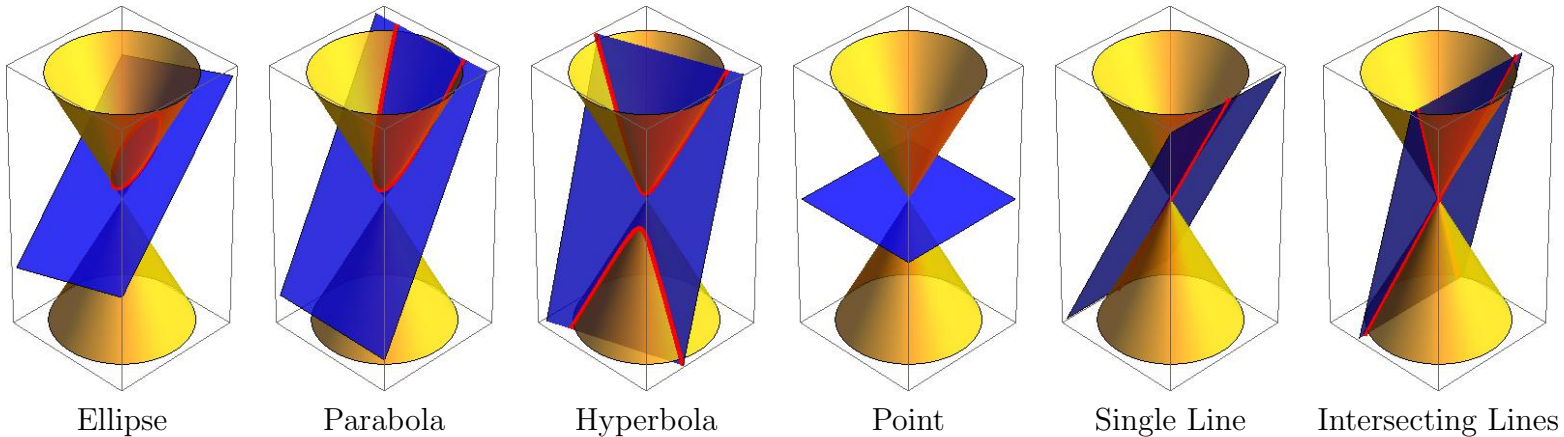 Ellipse
Parabola
Hyperbola
Point
Single Line
Intersecting Lines